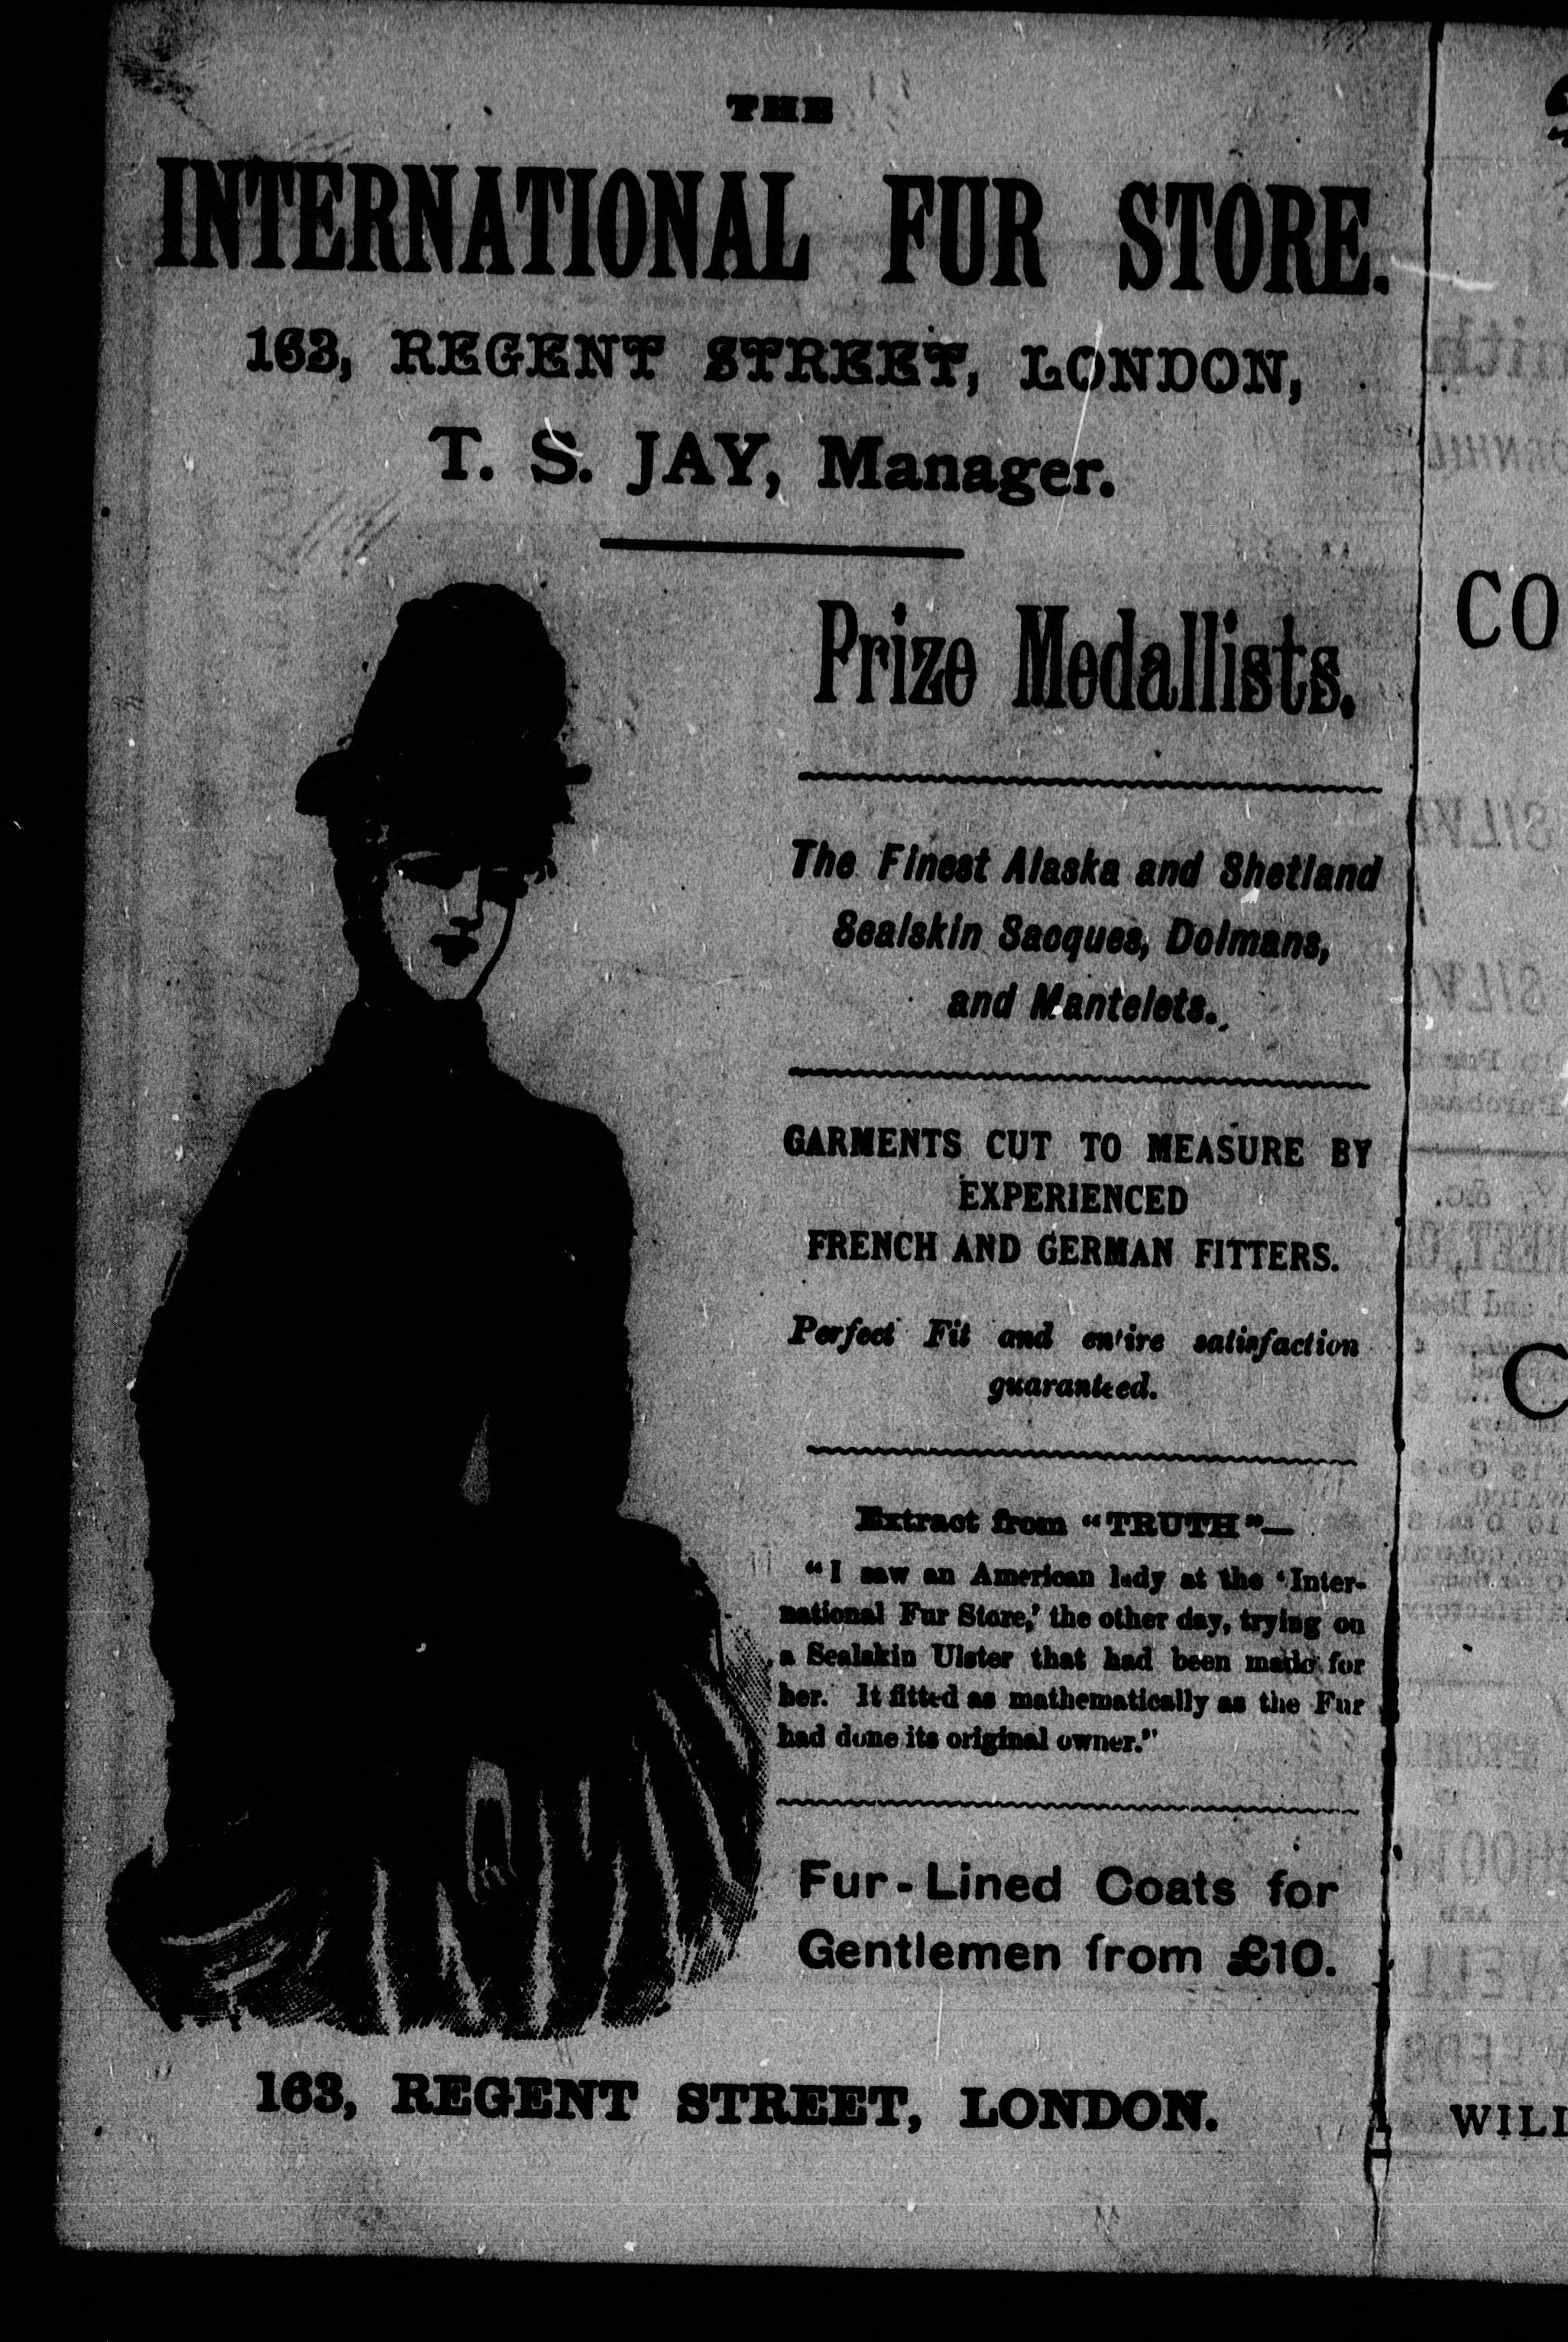 THE
INTERNATIONAL FUR STORE.
163, REGENT STREET, LONDON,
T. S. JAY, Manager.
Prize Medallists.
The Finest Alaska and Shetland
Sealskin Sacques, Dolmans,
and Mantelets.
GARMENTS CUT TO MEASURE BY
EXPERIENCED
FRENCH AND GERMAN FITTERS.
Perfect Fit and entire satisfaction
guaranteed.
Extract from "TRUTH"—
"I saw an American lady at the 'Inter-
national Fur Store,' the other day, trying on
a Sealskin Ulster that had been made for
her. It fitted as mathematically as the Fur
had done its original owner."
Fur-Lined Coats for
Gentlemen from £10.
163, REGENT STREET, LONDON.
CO
C
WILL